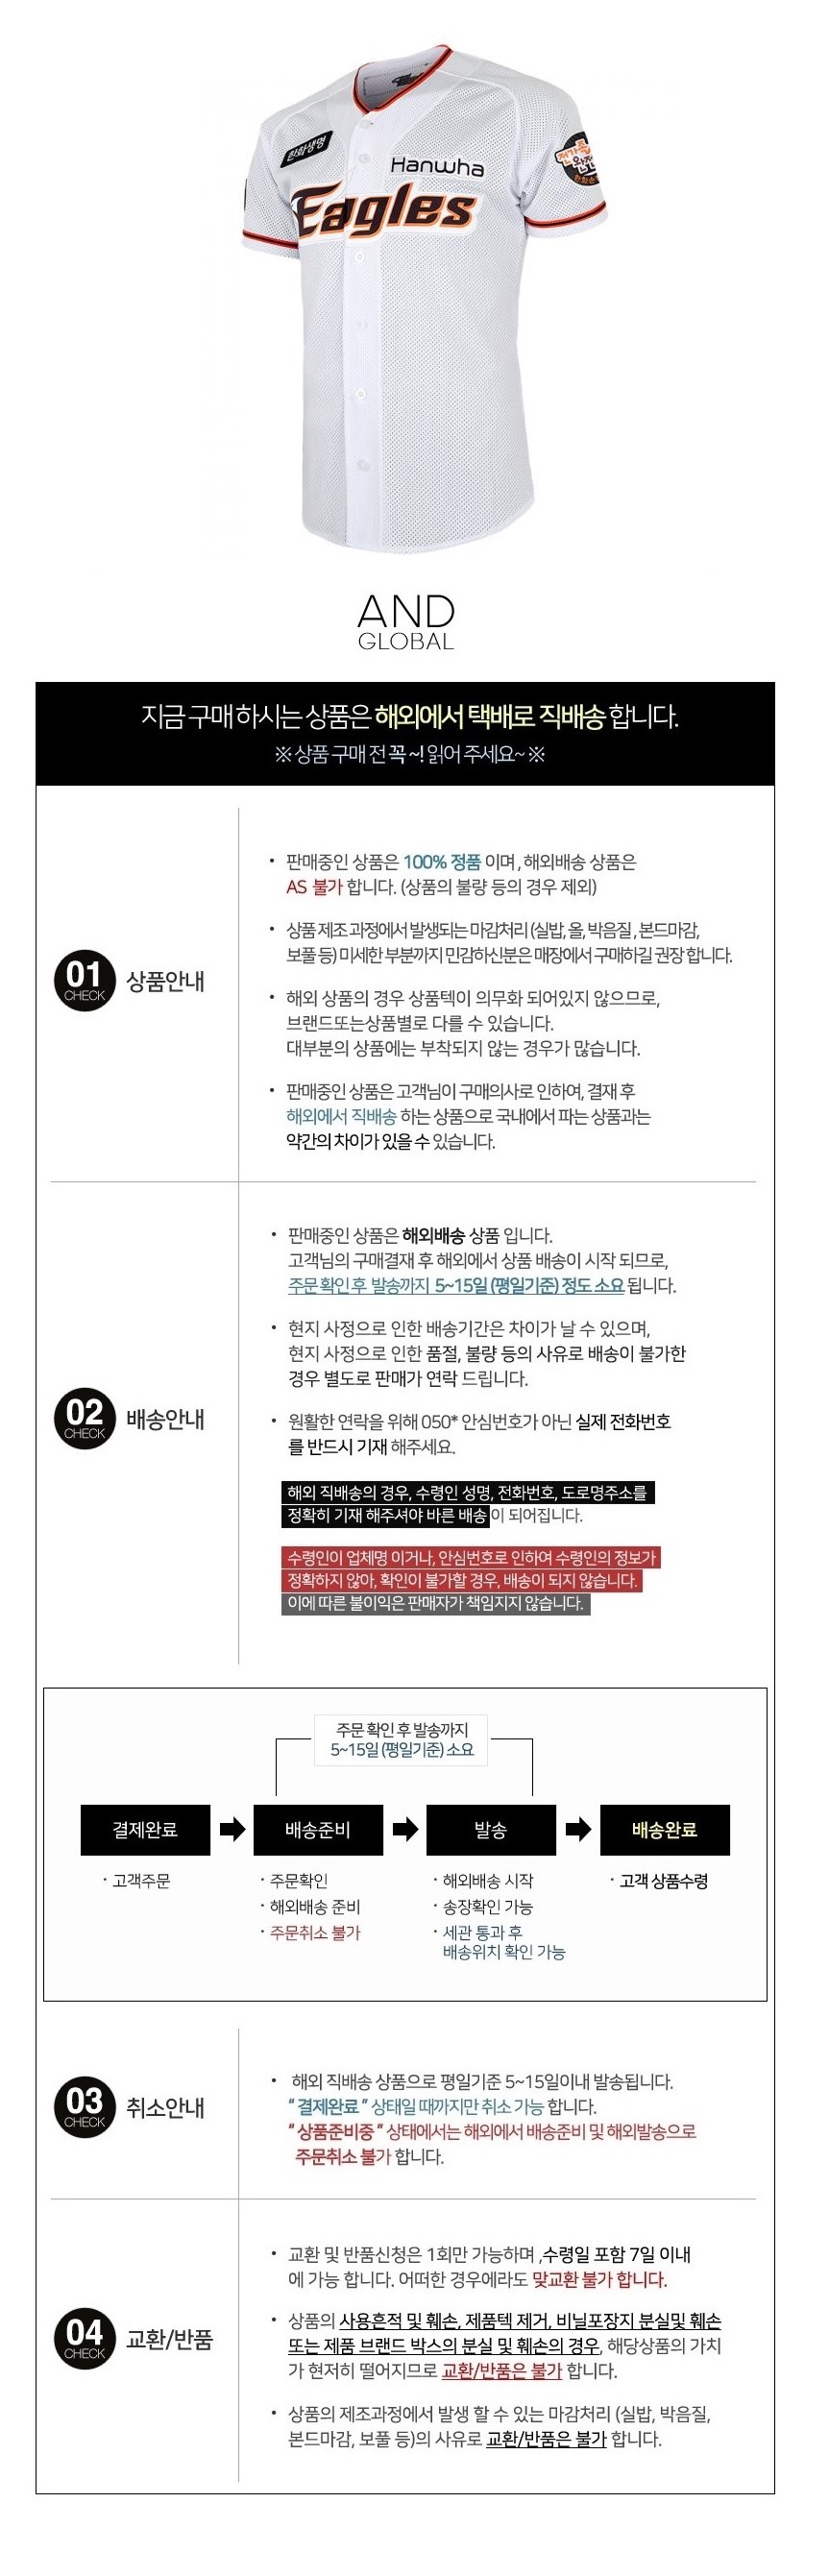 한화생명
Hanwha
Eagles
AND
GLOBAL
지금 구매 하시는 상품은 해외에서 택배로 직배송 합니다.
※ 상품 구매 전 꼭 ~! 읽어 주세요~ ※
01
CHECK
상품안내
• 판매중인 상품은 100% 정품 이며, 해외배송 상품은
AS 불가 합니다. (상품의 불량 등의 경우 제외)
• 상품 제조 과정에서 발생되는 마감처리 (실밥, 올, 박음질, 본드마감,
보풀 등) 미세한 부분까지 민감하신분은 매장에서 구매하길 권장 합니다.
• 해외 상품의 경우 상품텍이 의무화 되어있지 않으므로,
브랜드또는상품별로 다를 수 있습니다.
대부분의 상품에는 부착되지 않는 경우가 많습니다.
• 판매중인 상품은 고객님이 구매의사로 인하여, 결재 후
해외에서 직배송 하는 상품으로 국내에서 파는 상품과는
약간의 차이가 있을 수 있습니다.
02
CHECK
배송안내
• 판매중인 상품은 해외배송 상품 입니다.
고객님의 구매결재 후 해외에서 상품 배송이 시작 되므로,
주문 확인 후 발송까지 5~15일 (평일기준) 정도 소요 됩니다.
• 현지 사정으로 인한 배송기간은 차이가 날 수 있으며,
현지 사정으로 인한 품절, 불량 등의 사유로 배송이 불가한
경우 별도로 판매가 연락 드립니다.
• 원활한 연락을 위해 050* 안심번호가 아닌 실제 전화번호
를 반드시 기재 해주세요.
해외 직배송의 경우, 수령인 성명, 전화번호, 도로명주소를
정확히 기재 해주셔야 바른 배송 이 되어집니다.
수령인이 업체명 이거나, 안심번호로 인하여 수령인의 정보가
정확하지 않아, 확인이 불가할 경우, 배송이 되지 않습니다.
이에 따른 불이익은 판매자가 책임지지 않습니다.
주문 확인 후 발송까지
5~15일 (평일기준) 소요
결제완료
배송준비
발송
배송완료
· 고객주문
· 주문확인
· 해외배송 준비
· 주문취소 불가
· 해외배송 시작
· 송장확인 가능
· 세관 통과 후
배송위치 확인 가능
· 고객 상품수령
03
CHECK
취소안내
• 해외 직배송 상품으로 평일기준 5~15일이내 발송됩니다.
“ 결제완료 ” 상태일 때까지만 취소 가능 합니다.
“ 상품준비중 ” 상태에서는 해외에서 배송준비 및 해외발송으로
주문취소 불가 합니다.
04
CHECK
교환/반품
• 교환 및 반품신청은 1회만 가능하며 ,수령일 포함 7일 이내
에 가능 합니다. 어떠한 경우에라도 맞교환 불가 합니다.
• 상품의 사용흔적 및 훼손, 제품텍 제거, 비닐포장지 분실및 훼손
또는 제품 브랜드 박스의 분실 및 훼손의 경우, 해당상품의 가치
가 현저히 떨어지므로 교환/반품은 불가 합니다.
• 상품의 제조과정에서 발생 할 수 있는 마감처리 (실밥, 박음질,
본드마감, 보풀 등)의 사유로 교환/반품은 불가 합니다.